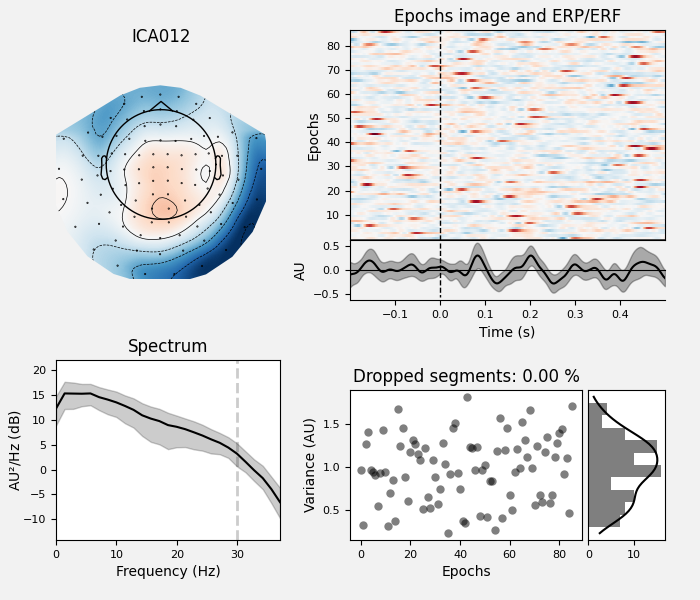 ICA012
Epochs image and ERP/ERF
Epochs
80
70
60
50
40
30
20
10
AU
0.5
0.0
−0.5
−0.1 0.0 0.1 0.2 0.3 0.4
Time (s)
Spectrum
AU²/Hz (dB)
20
15
10
5
0
−5
−10
0 10 20 30
Frequency (Hz)
Dropped segments: 0.00 %
Variance (AU)
1.5
1.0
0.5
0 20 40 60 80
Epochs
0 10